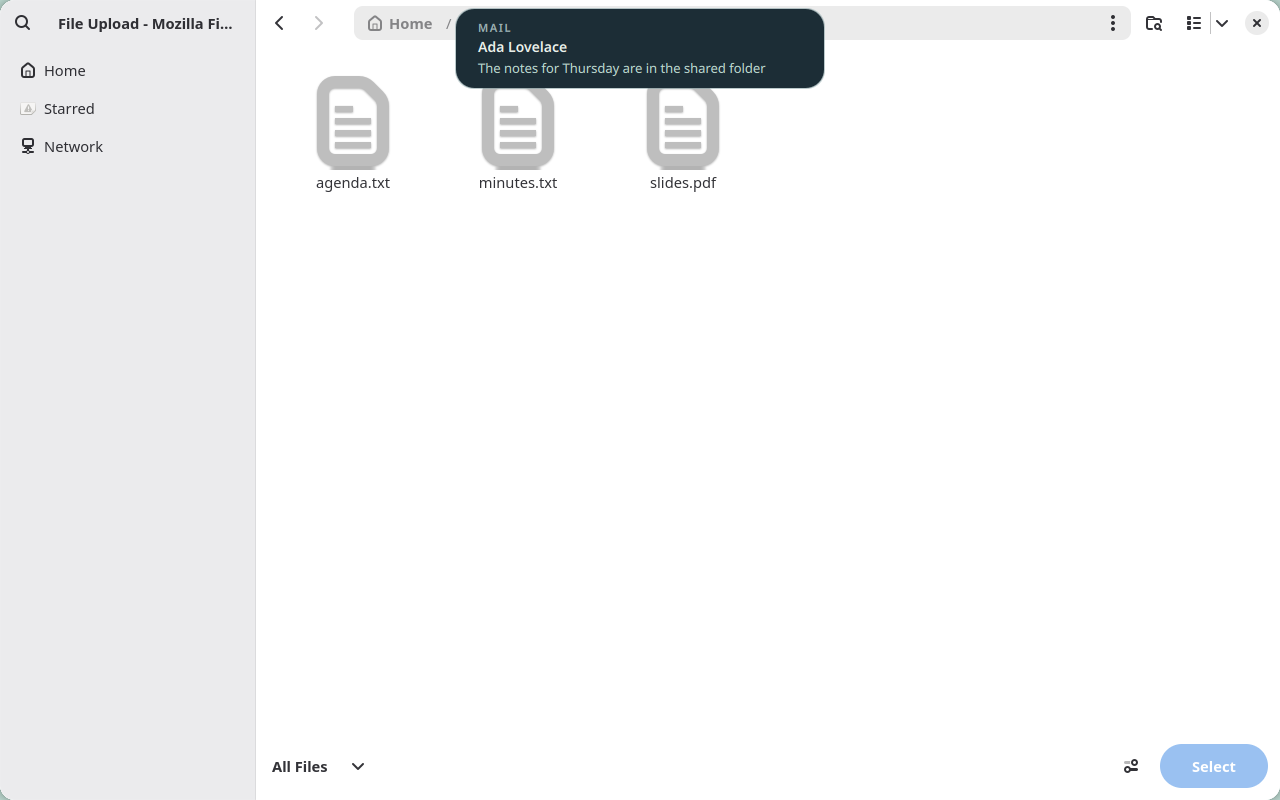 File Upload - Mozilla Fi...
Home
Starred
Network
Home /
MAIL
Ada Lovelace
The notes for Thursday are in the shared folder
agenda.txt
minutes.txt
slides.pdf
All Files
Select